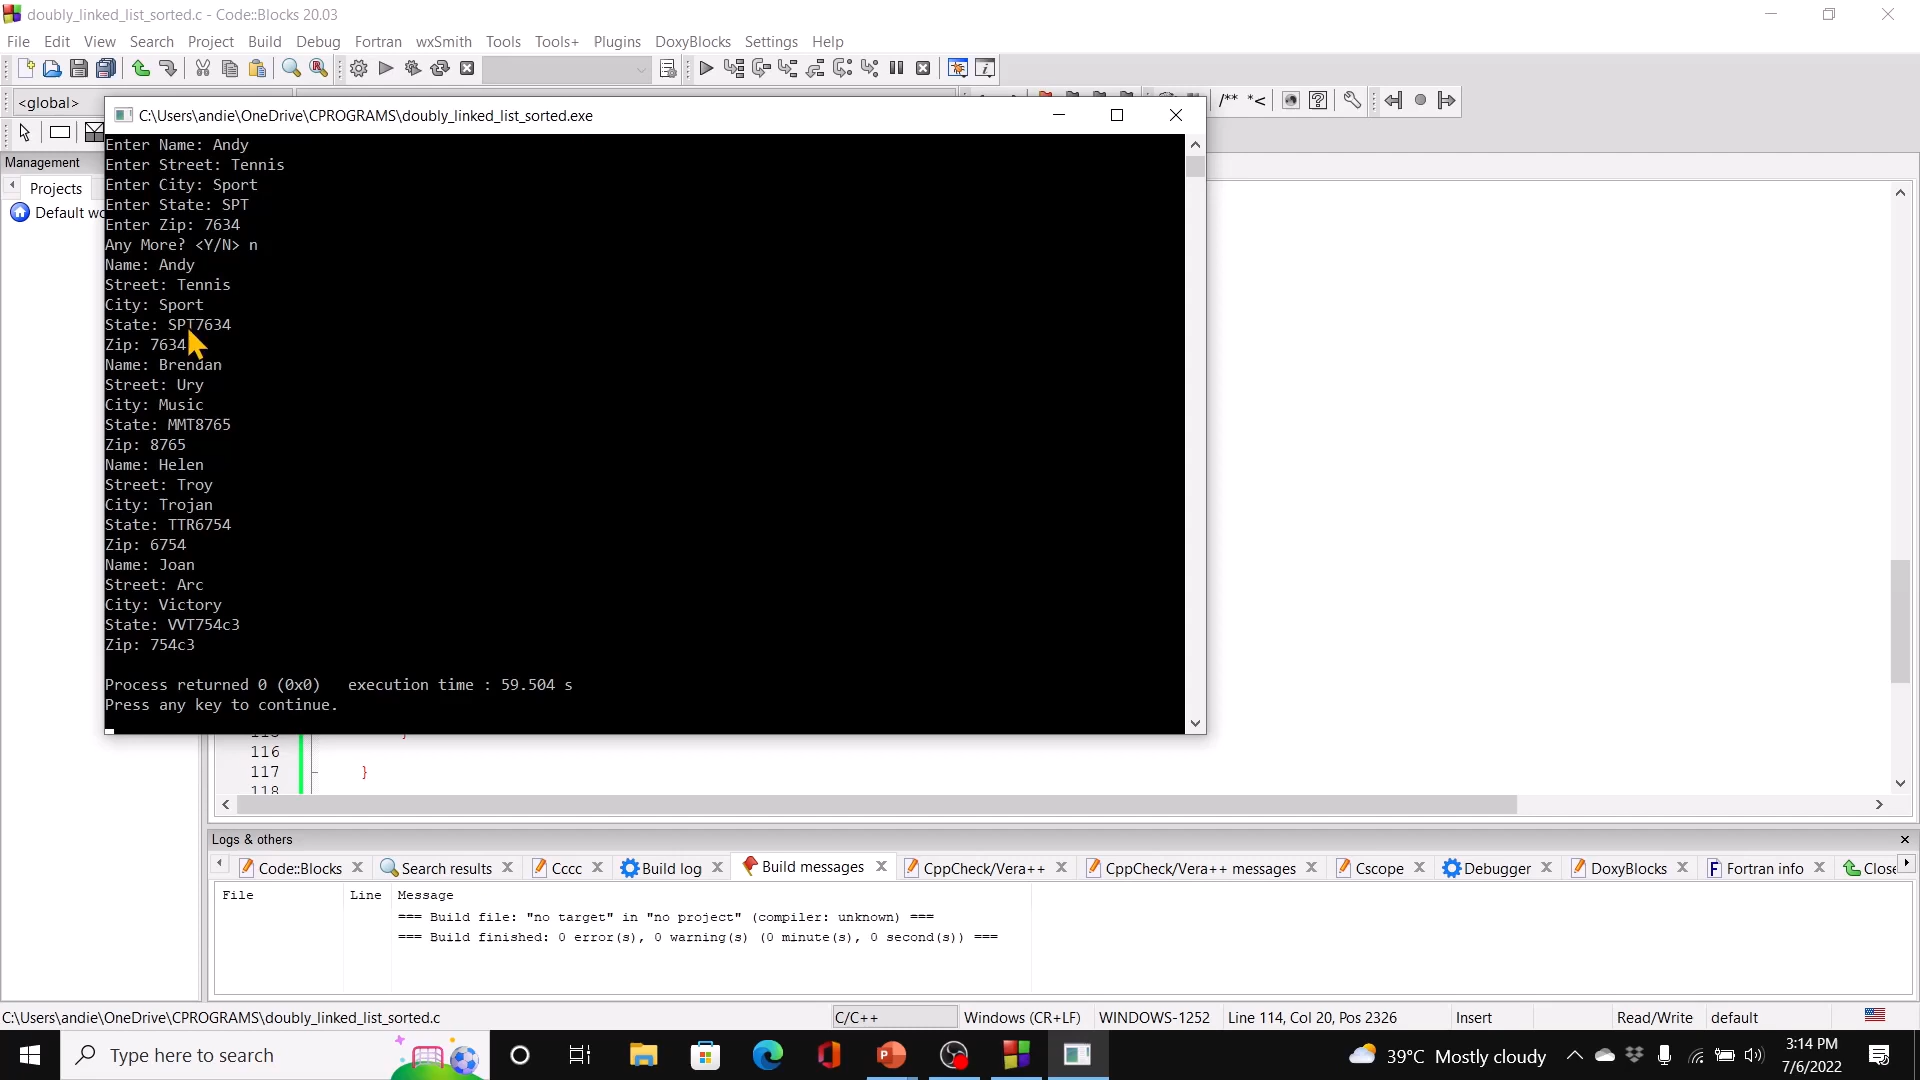 doubly_linked_list_sorted.c - Code::Blocks 20.03
File Edit View Search Project Build Debug Fortran wxSmith Tools Tools+ Plugins DoxyBlocks Settings Help
<global>
/** *<
C:\Users\andie\OneDrive\CPROGRAMS\doubly_linked_list_sorted.exe
Management
Projects
Default wo
Enter Name: Andy
Enter Street: Tennis
Enter City: Sport
Enter State: SPT
Enter Zip: 7634
Any More? <Y/N> n
Name: Andy
Street: Tennis
City: Sport
State: SPT7634
Zip: 7634
Name: Brendan
Street: Ury
City: Music
State: MMT8765
Zip: 8765
Name: Helen
Street: Troy
City: Trojan
State: TTR6754
Zip: 6754
Name: Joan
Street: Arc
City: Victory
State: VVT754c3
Zip: 754c3
Process returned 0 (0x0) execution time : 59.504 s
Press any key to continue.
116
117 }
118
Logs & others
Code::Blocks Search results Cccc Build log Build messages CppCheck/Vera++ CppCheck/Vera++ messages Cscope Debugger DoxyBlocks Fortran info Close
File Line Message
=== Build file: "no target" in "no project" (compiler: unknown) ===
=== Build finished: 0 error(s), 0 warning(s) (0 minute(s), 0 second(s)) ===
C:\Users\andie\OneDrive\CPROGRAMS\doubly_linked_list_sorted.c C/C++ Windows (CR+LF) WINDOWS-1252 Line 114, Col 20, Pos 2326 Insert Read/Write default
Type here to search
39°C Mostly cloudy
3:14 PM
7/6/2022